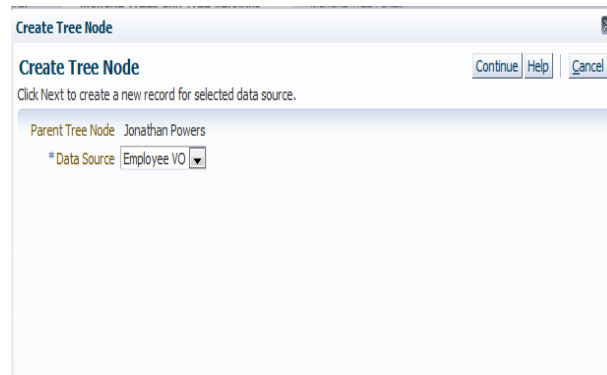 Create Tree Node
Create Tree Node
Continue Help Cancel
Click Next to create a new record for selected data source.
Parent Tree Node Jonathan Powers
* Data Source Employee VO